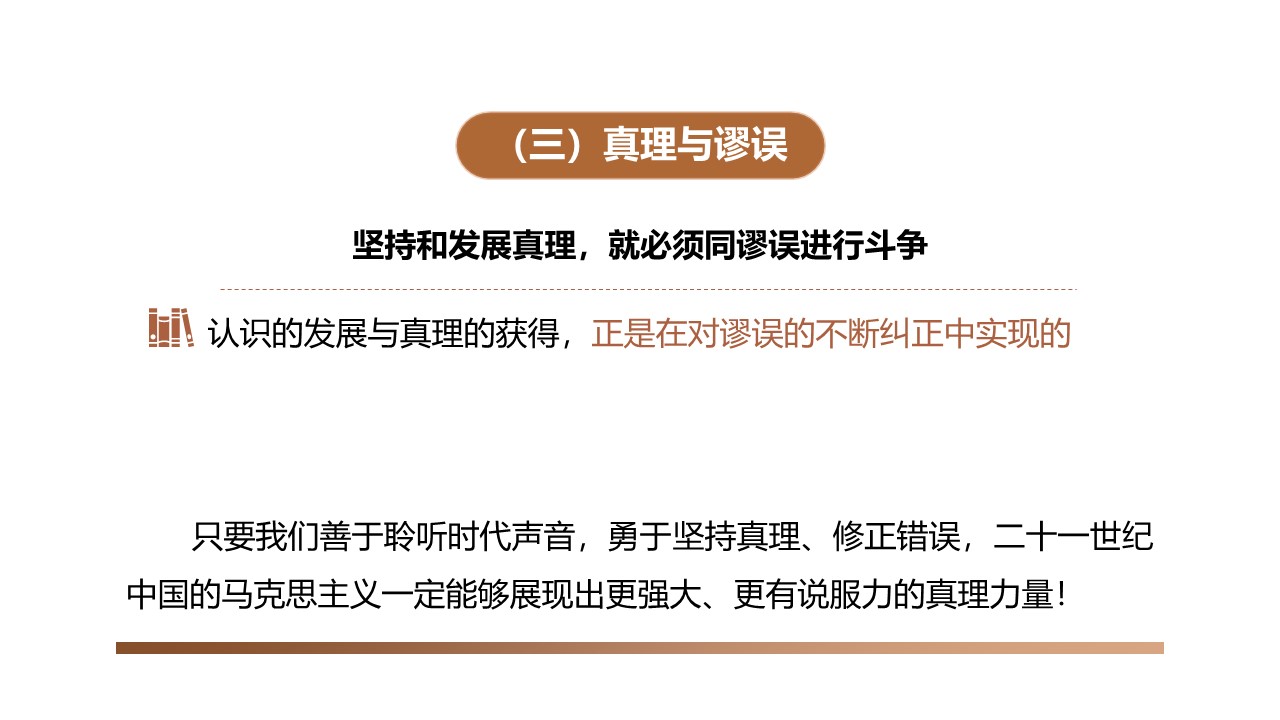 （三）真理与谬误
坚持和发展真理，就必须同谬误进行斗争
认识的发展与真理的获得，正是在对谬误的不断纠正中实现的
只要我们善于聆听时代声音，勇于坚持真理、修正错误，二十一世纪
中国的马克思主义一定能够展现出更强大、更有说服力的真理力量！